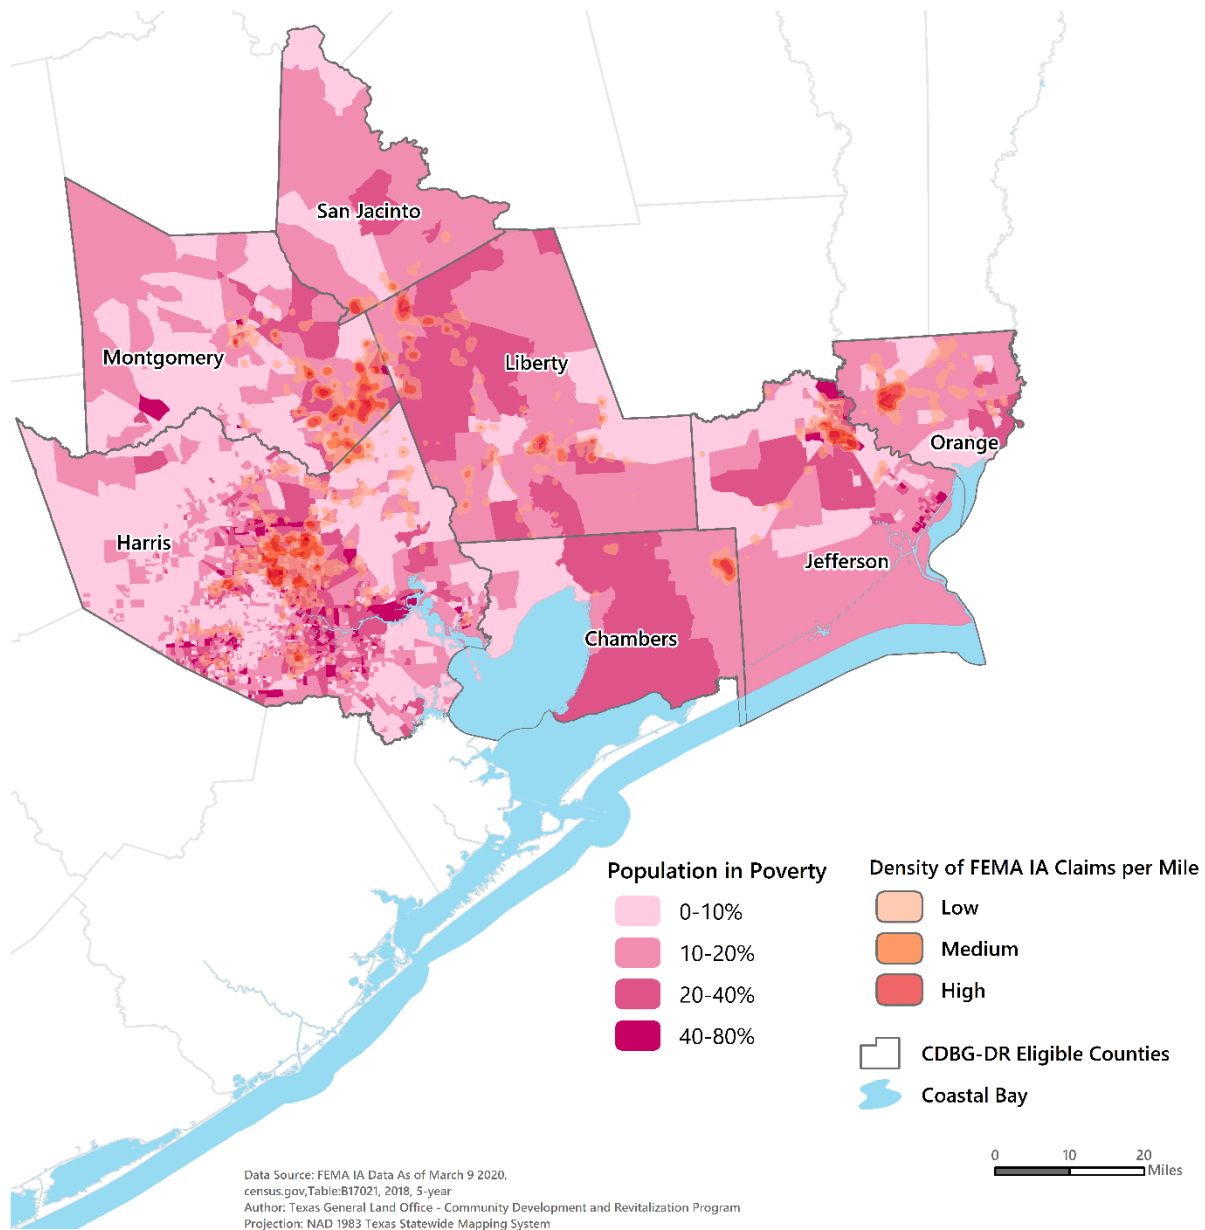 San Jacinto
Montgomery
Liberty
Orange
Harris
Jefferson
Chambers
Population in Poverty
0-10%
10-20%
20-40%
40-80%
Density of FEMA IA Claims per Mile
Low
Medium
High
CDBG-DR Eligible Counties
Coastal Bay
0 10 20
Miles
Data Source: FEMA IA Data As of March 9 2020,
census.gov,Table:B17021, 2018, 5-year
Author: Texas General Land Office - Community Development and Revitalization Program
Projection: NAD 1983 Texas Statewide Mapping System